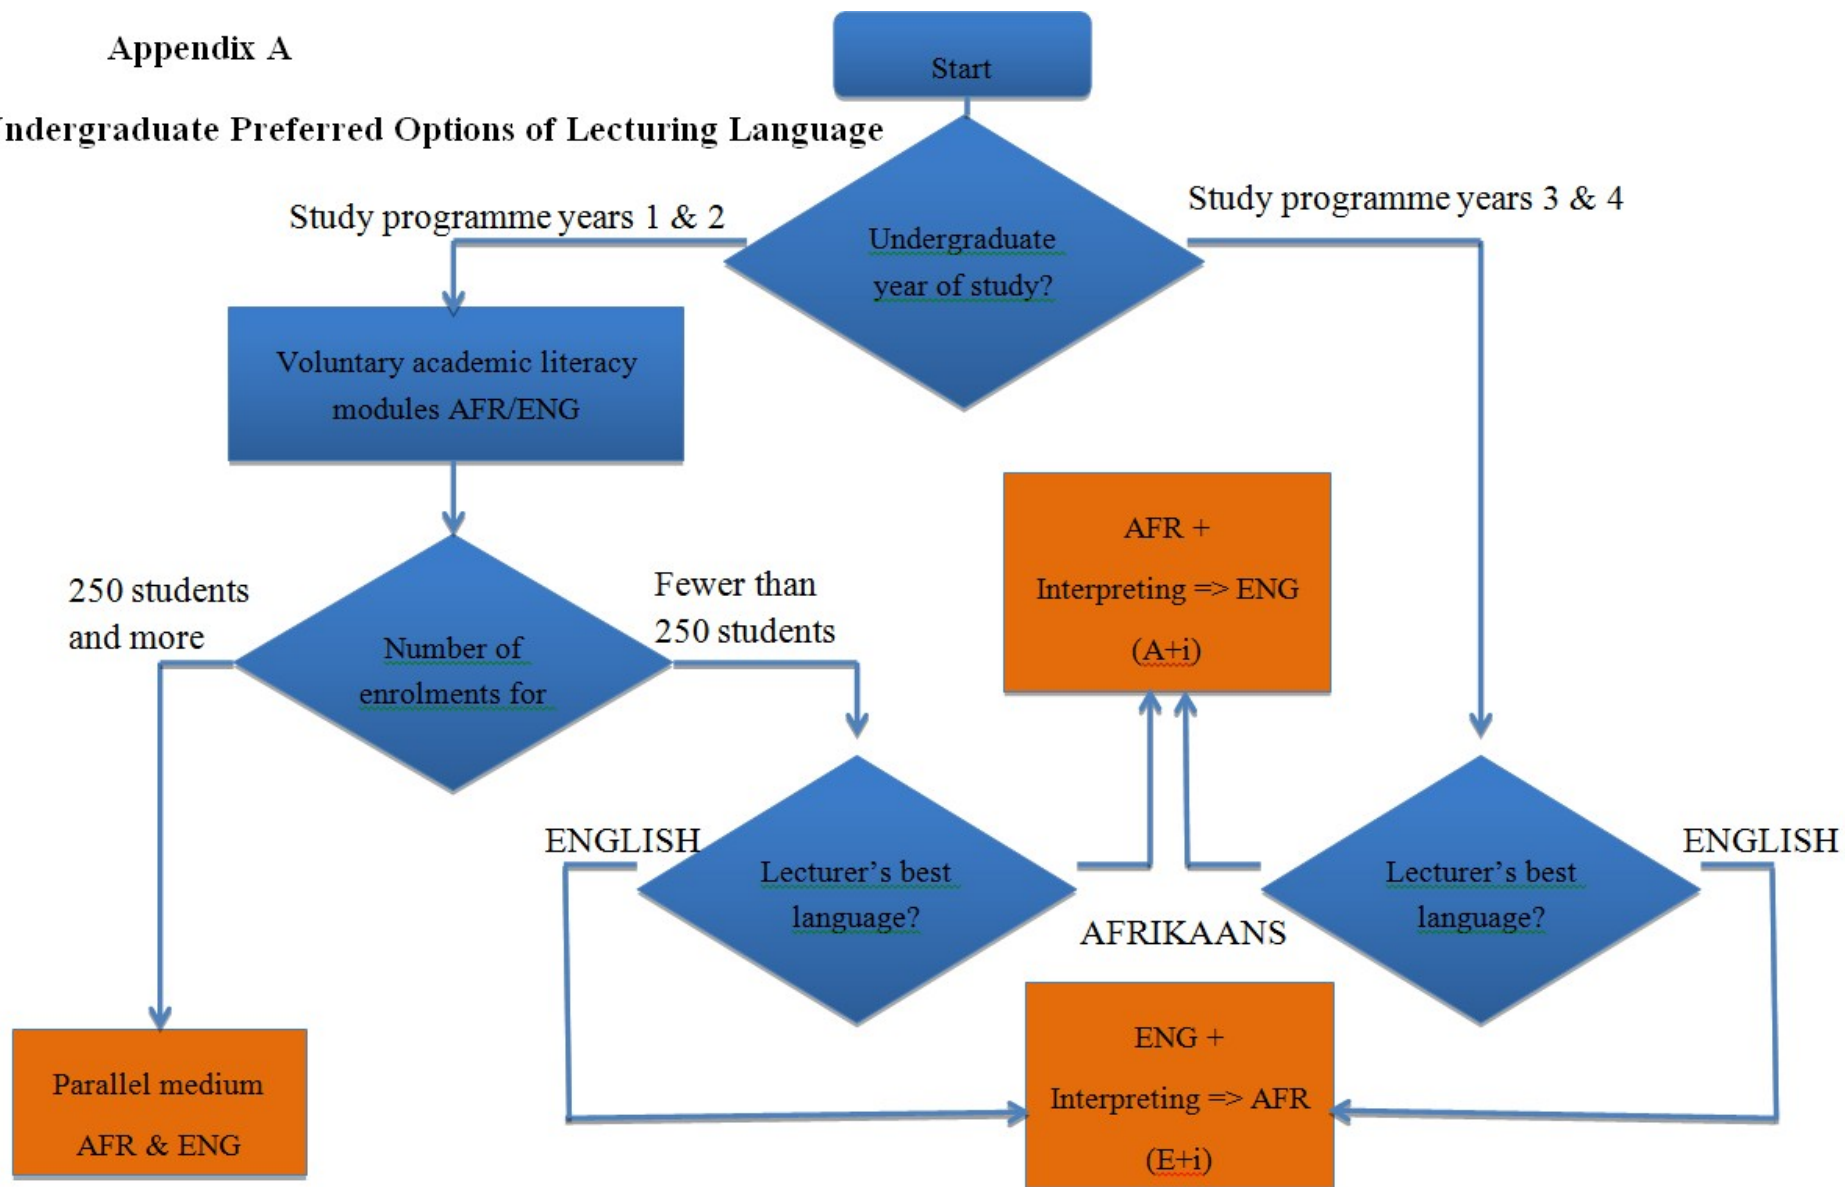 Appendix A
Start
ndergraduate Preferred Options of Lecturing Language
Study programme years 1 & 2
Study programme years 3 & 4
Undergraduate
year of study?
Voluntary academic literacy
modules AFR/ENG
AFR +
Interpreting => ENG
(A+i)
250 students
and more
Fewer than
250 students
Number of
enrolments for
ENGLISH
Lecturer's best
language?
AFRIKAANS
Lecturer's best
language?
ENGLISH
Parallel medium
AFR & ENG
ENG +
Interpreting => AFR
(E+i)